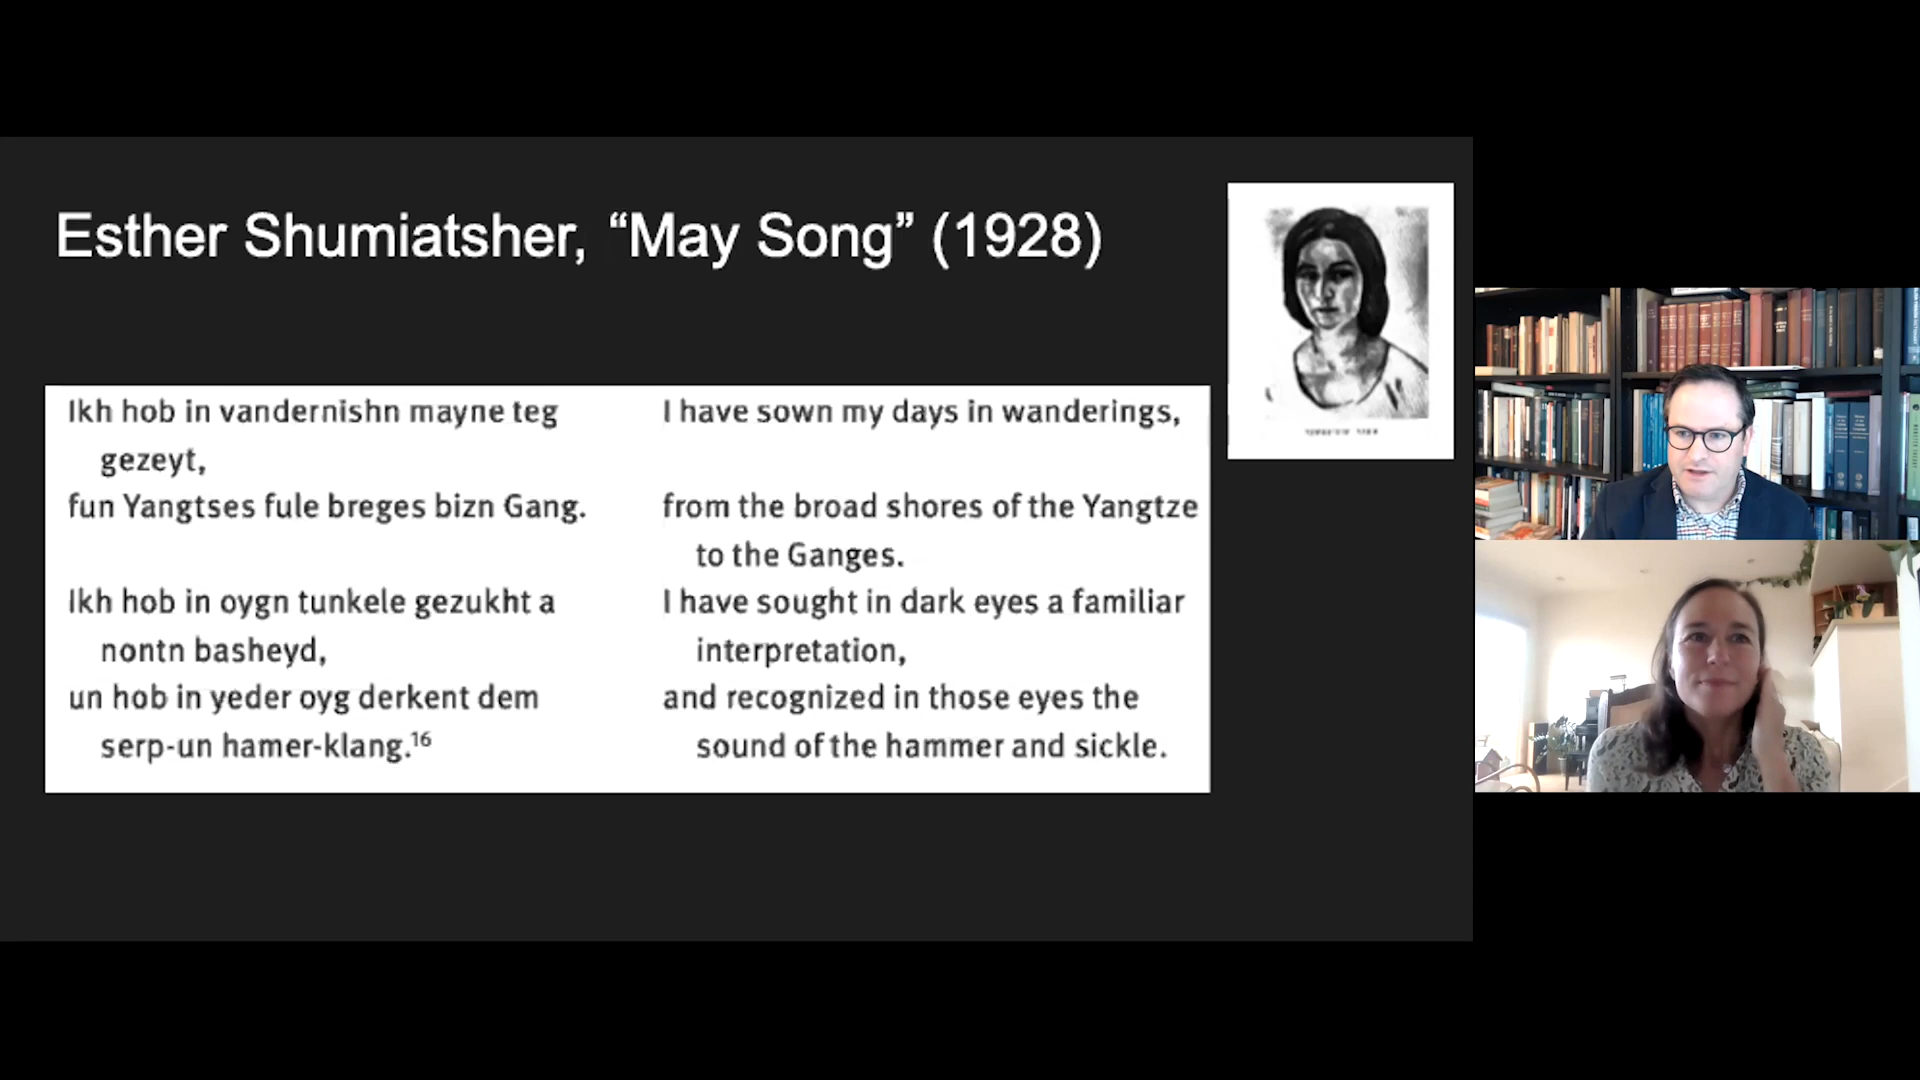 Esther Shumiatsher, “May Song” (1928)
Ikh hob in vandernishn mayne teg
gezeyt,
fun Yangtses fule breges bizn Gang.
Ikh hob in oygn tunkele gezukht a
nontn basheyd,
un hob in yeder oyg derkent dem
serp-un hamer-klang.16
I have sown my days in wanderings,
from the broad shores of the Yangtze
to the Ganges.
I have sought in dark eyes a familiar
interpretation,
and recognized in those eyes the
sound of the hammer and sickle.